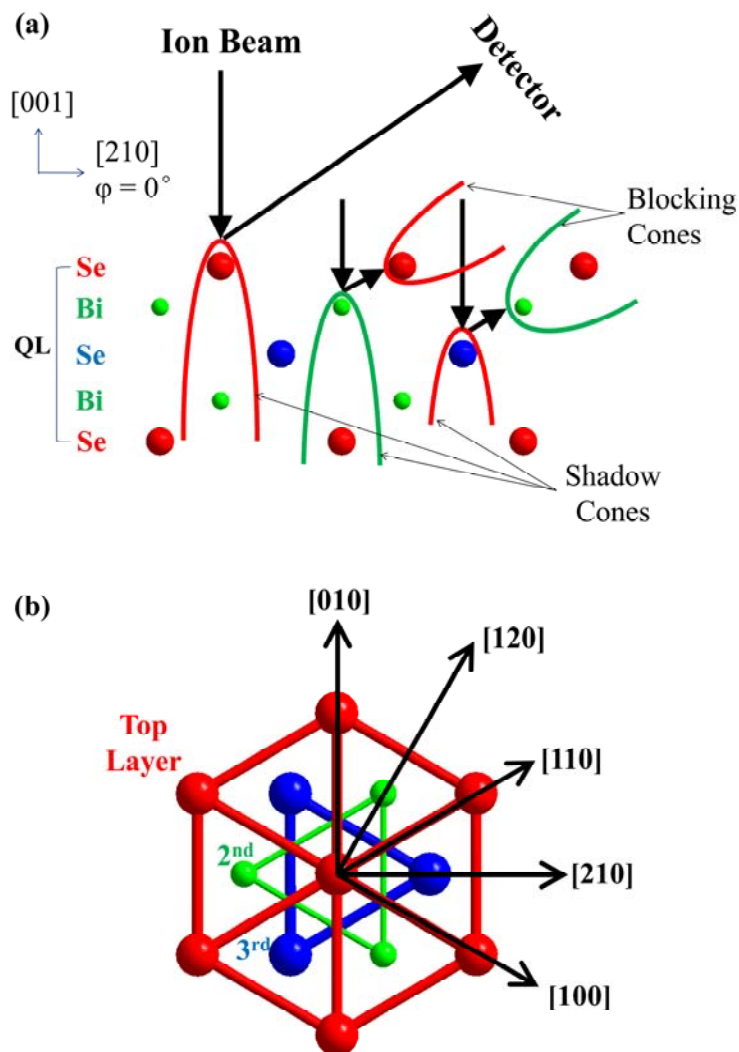 (a)
Ion Beam
Detector
[001]
[210]
φ = 0°
Blocking
Cones
Se
Bi
QL
Se
Bi
Se
Shadow
Cones
(b)
[010]
[120]
Top
Layer
[110]
2nd
[210]
3rd
[100]